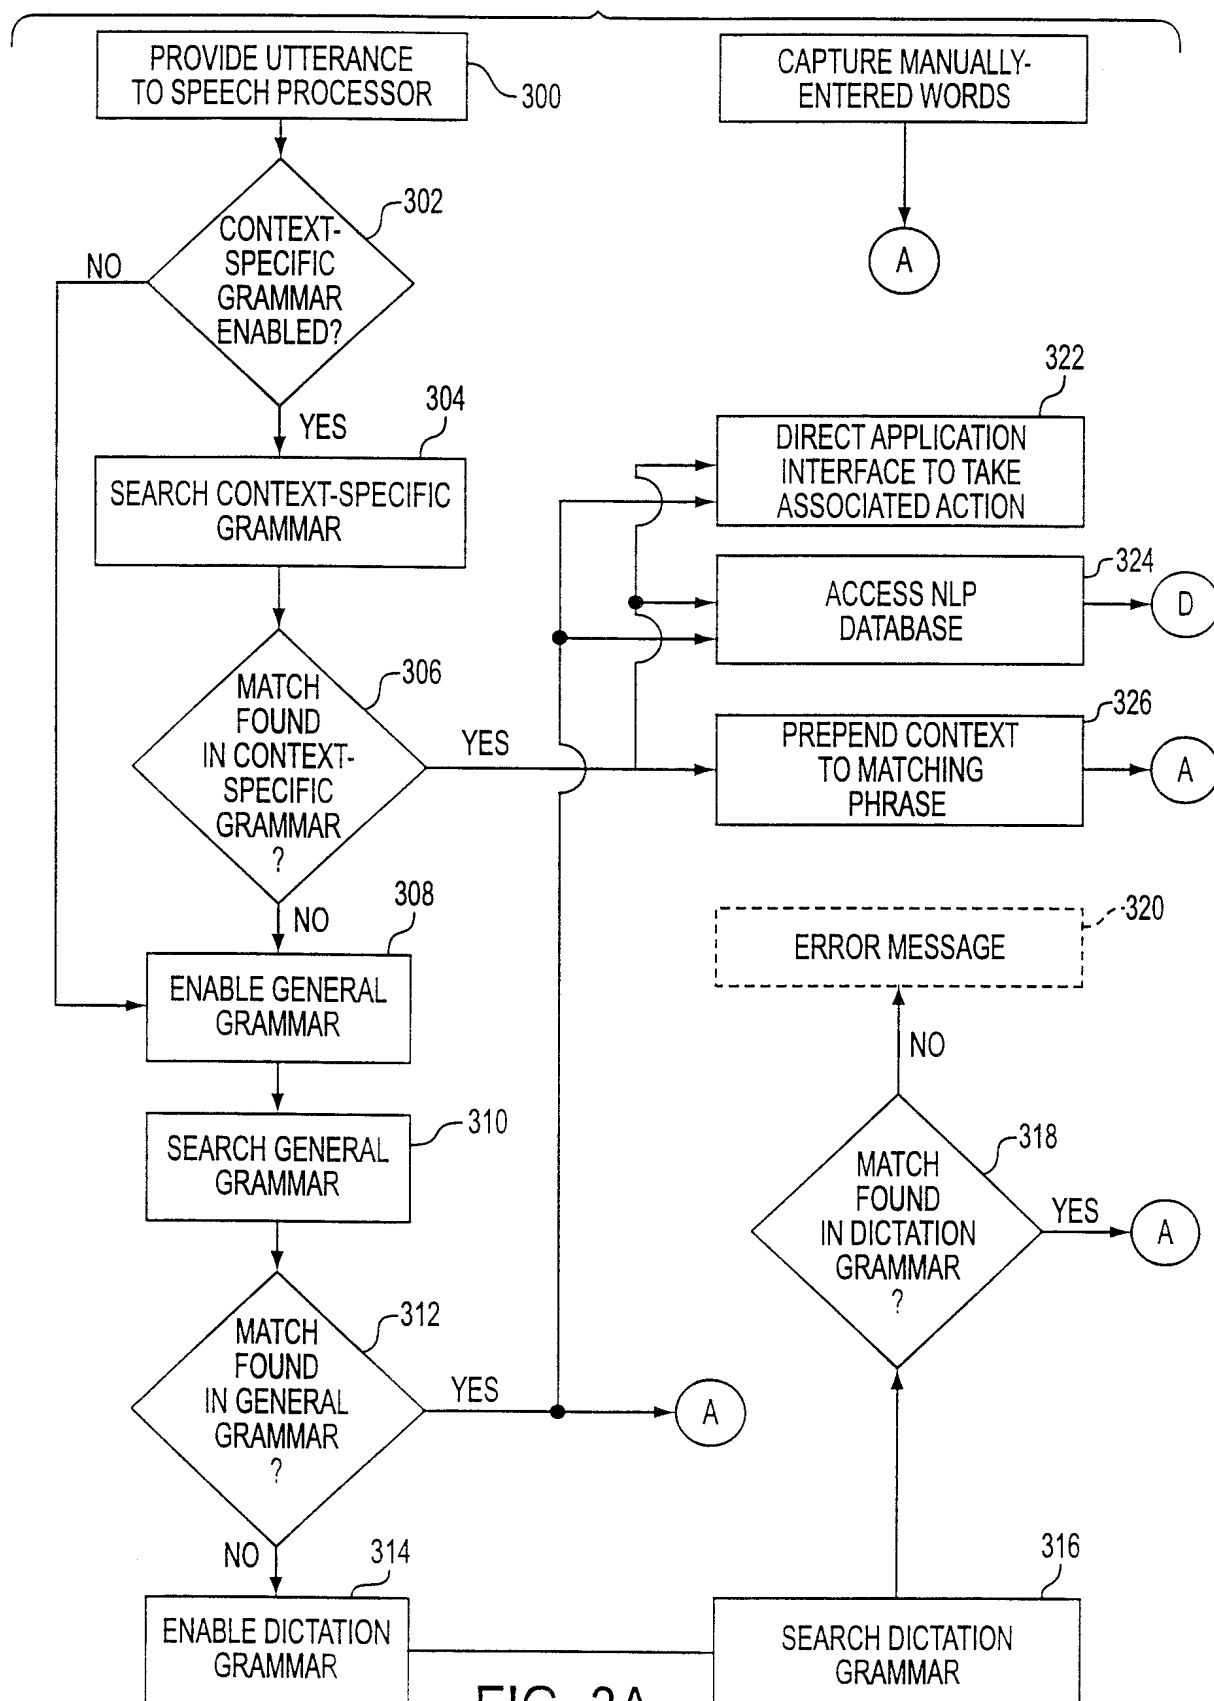 PROVIDE UTTERANCE
TO SPEECH PROCESSOR
300
CAPTURE MANUALLY-
ENTERED WORDS
A
302
CONTEXT-
SPECIFIC
GRAMMAR
ENABLED?
NO
YES
304
SEARCH CONTEXT-SPECIFIC
GRAMMAR
322
DIRECT APPLICATION
INTERFACE TO TAKE
ASSOCIATED ACTION
324
ACCESS NLP
DATABASE
D
306
MATCH
FOUND
IN CONTEXT-
SPECIFIC
GRAMMAR
?
YES
326
PREPEND CONTEXT
TO MATCHING
PHRASE
A
NO
308
ENABLE GENERAL
GRAMMAR
320
ERROR MESSAGE
NO
310
SEARCH GENERAL
GRAMMAR
318
MATCH
FOUND
IN DICTATION
GRAMMAR
?
YES
A
312
MATCH
FOUND
IN GENERAL
GRAMMAR
?
YES
A
NO
314
ENABLE DICTATION
GRAMMAR
316
SEARCH DICTATION
GRAMMAR